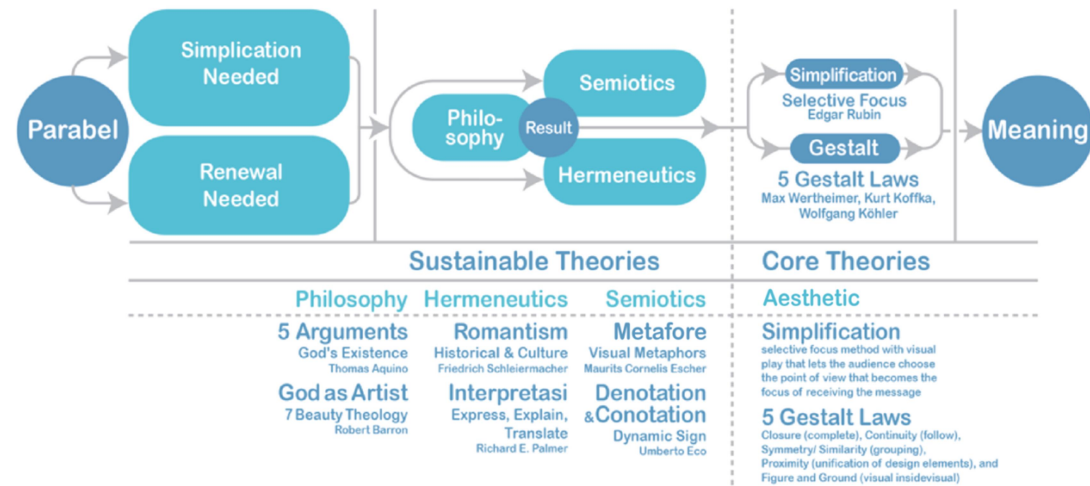 Parabel
Simplication
Needed
Renewal
Needed
Philo-
sophy
Result
Semiotics
Hermeneutics
Simplification
Selective Focus
Edgar Rubin
Gestalt
5 Gestalt Laws
Max Wertheimer, Kurt Koffka,
Wolfgang Köhler
Meaning
Sustainable Theories
Core Theories
Philosophy
Hermeneutics
Semiotics
Aesthetic
5 Arguments
God's Existence
Thomas Aquino
God as Artist
7 Beauty Theology
Robert Barron
Romantism
Historical & Culture
Friedrich Schleiermacher
Interpretasi
Express, Explain,
Translate
Richard E. Palmer
Metafore
Visual Metaphors
Maurits Cornelis Escher
Denotation
&Conotation
Dynamic Sign
Umberto Eco
Simplification
selective focus method with visual
play that lets the audience choose
the point of view that becomes the
focus of receiving the message
5 Gestalt Laws
Closure (complete), Continuity (follow),
Symmetry/ Similarity (grouping),
Proximity (unification of design elements), and
Figure and Ground (visual insidevisual)